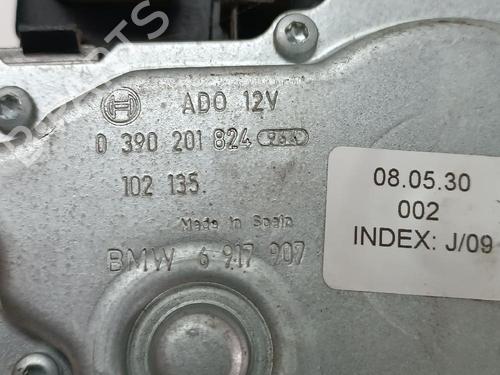 ADO 12V
0 390 201 824
102 135
Made in Spain
BMW 6 917 907
08.05.30
002
INDEX: J/09
PARTS